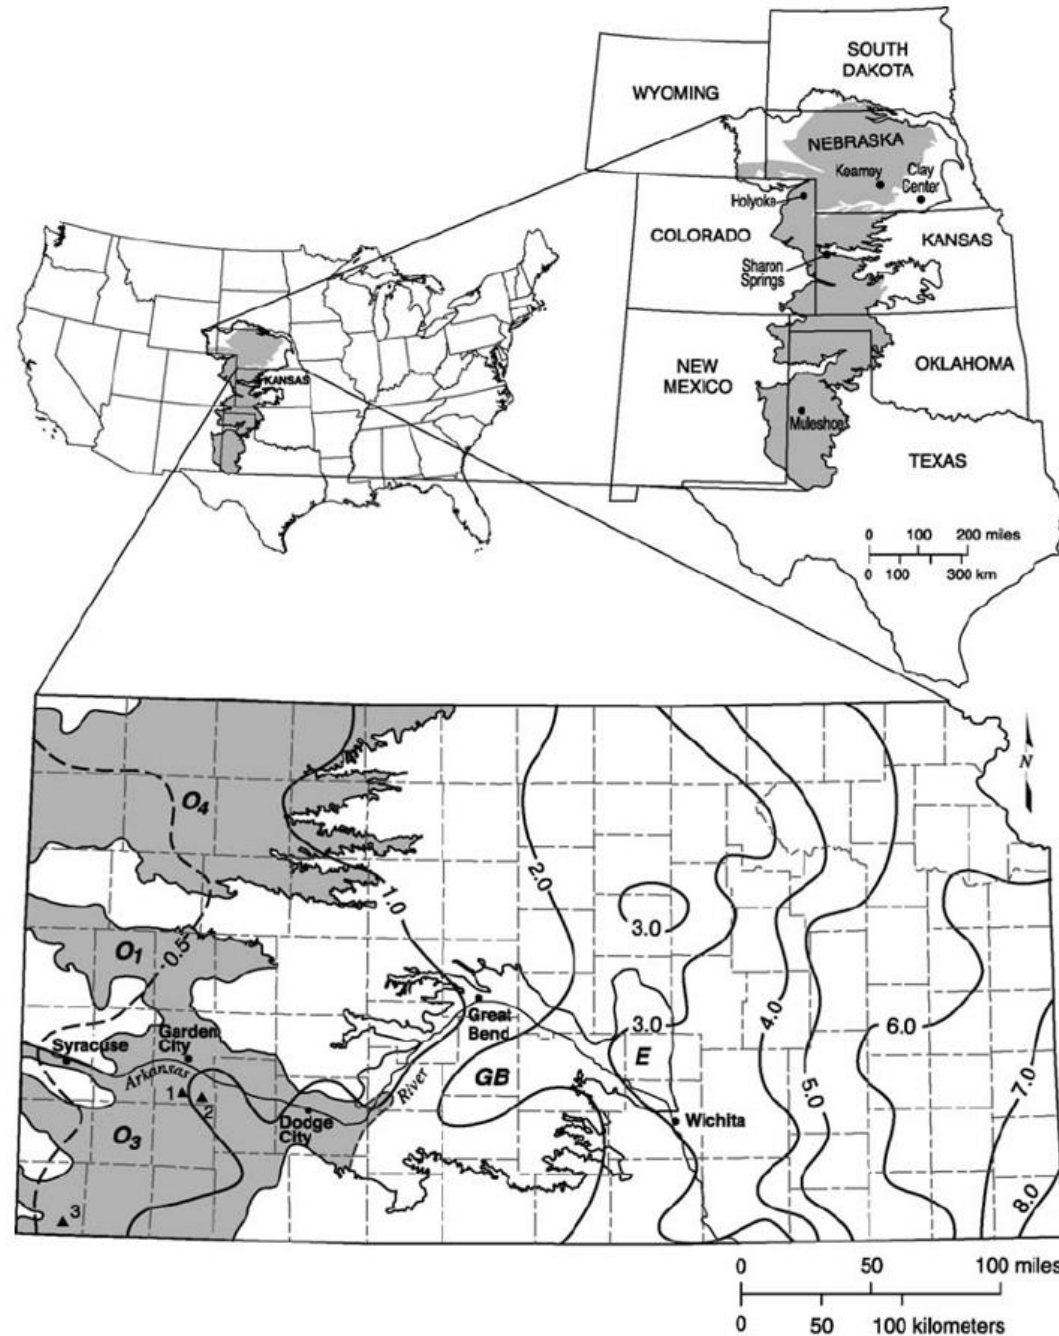 SOUTH
DAKOTA
WYOMING
NEBRASKA
Kearney
Clay
Center
Holyoke
COLORADO
KANSAS
Sharon
Springs
NEW
MEXICO
OKLAHOMA
Muleshoe
TEXAS
0 100 200 miles
0 100 300 km
KANSAS
N
O4
1.0
2.0
3.0
O1
0.5
3.0
4.0
6.0
Great
Bend
Garden
City
Syracuse
Arkansas
River
GB
E
5.0
7.0
1
2
Dodge
City
Wichita
O3
8.0
3
0 50 100 miles
0 50 100 kilometers